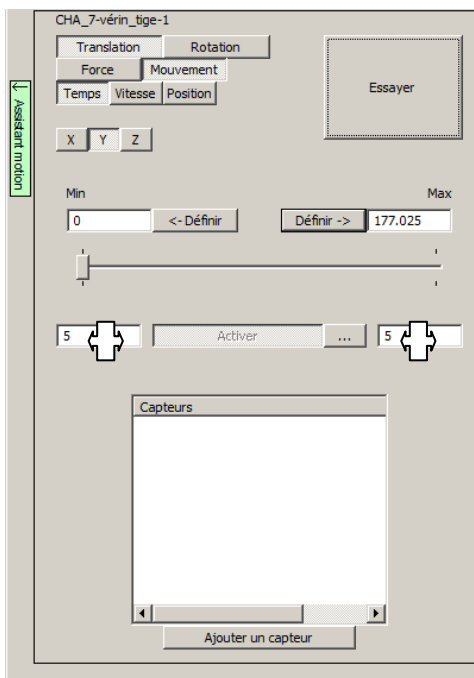 CHA_7-vérin_tige-1
Translation Rotation
Force Mouvement
Essayer
Temps Vitesse Position
↓ Assistant motion
X Y Z
Min Max
0 <- Définir Définir -> 177.025
5 Activer ... 5
Capteurs
Ajouter un capteur